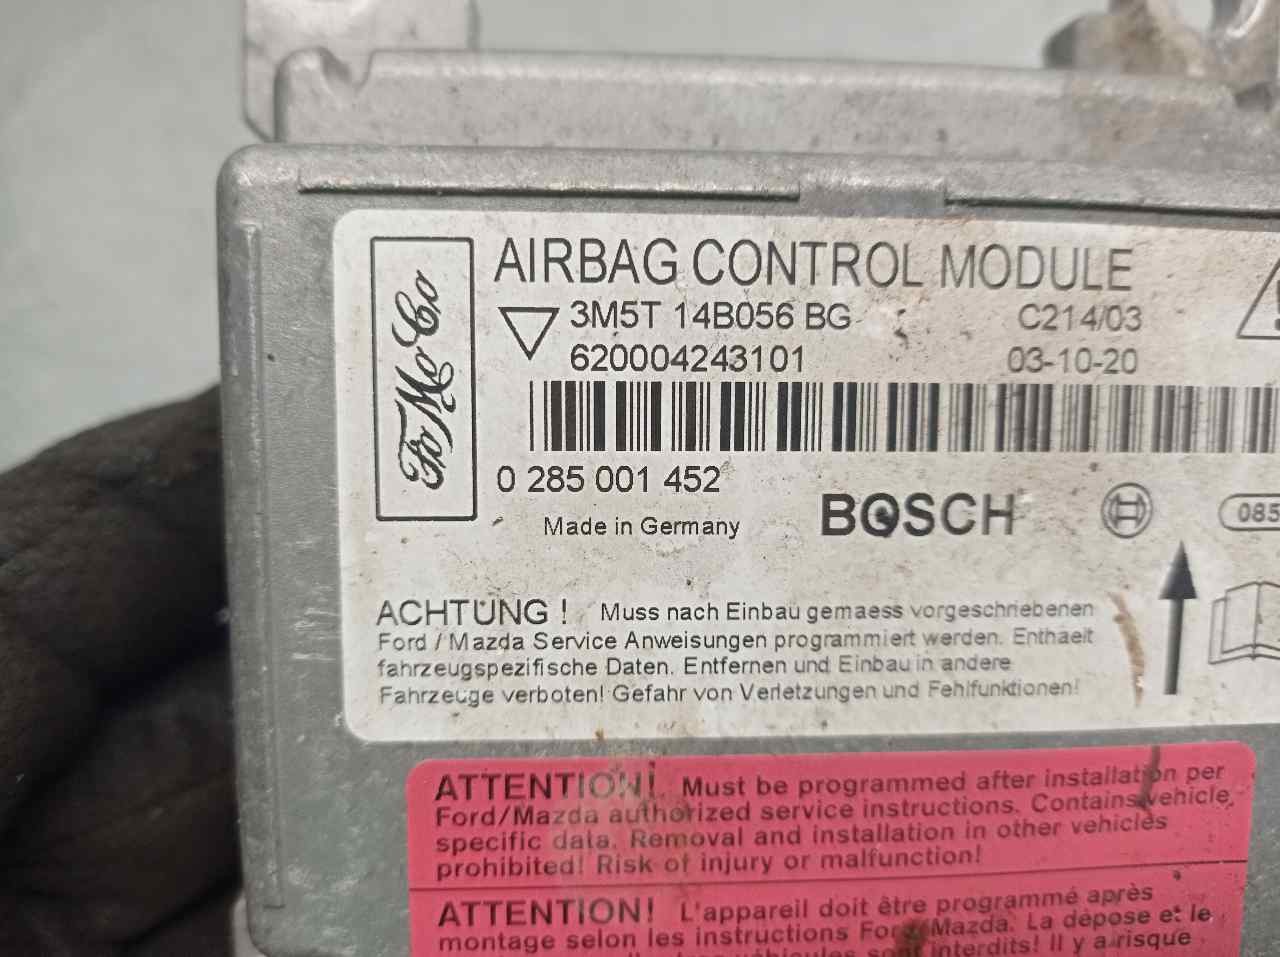 FoMoCo
AIRBAG CONTROL MODULE
3M5T 14B056 BG
C214/03
620004243101
03-10-20
0 285 001 452
Made in Germany
BOSCH
085
ACHTUNG! Muss nach Einbau gemaess vorgeschriebenen
Ford / Mazda Service Anweisungen programmiert werden. Enthaelt
fahrzeugspezifische Daten. Entfernen und Einbau in andere
Fahrzeuge verboten! Gefahr von Verletzungen und Fehlfunktionen!
ATTENTION! Must be programmed after installation per
Ford/Mazda authorized service instructions. Contains vehicle
specific data. Removal and installation in other vehicles
prohibited! Risk of injury or malfunction!
ATTENTION! L'appareil doit être programmé après
montage selon les instructions Ford/Mazda. La dépose et le
interdits! Il y a risque